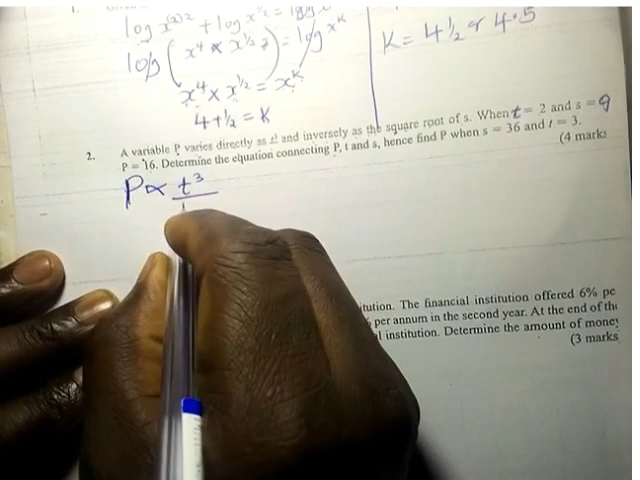 log x⁽²⁾² + log x^½ = log x
log (x⁴ × x^½) = log x^K
x⁴ × x^½ = x^K
4 + ½ = K
K = 4½ or 4.5
2. A variable P varies directly as t³ and inversely as the square root of s. When t = 2 and s = 9
P = 16. Determine the equation connecting P, t and s, hence find P when s = 36 and t = 3.
(4 marks
P ∝ t³
itution. The financial institution offered 6% pe
per annum in the second year. At the end of the
l institution. Determine the amount of money
(3 marks